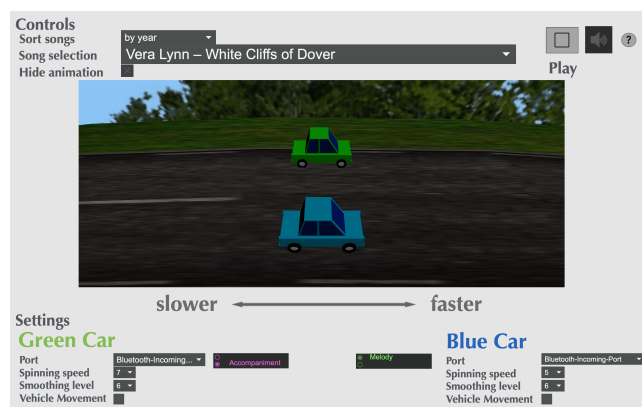 Controls
Sort songs by year
Song selection Vera Lynn – White Cliffs of Dover
Hide animation
?
Play
slower faster
Settings
Green Car Blue Car
Port Bluetooth-Incoming... Accompaniment Melody Port Bluetooth-Incoming-Port
Spinning speed 7 Spinning speed 5
Smoothing level 6 Smoothing level 6
Vehicle Movement Vehicle Movement